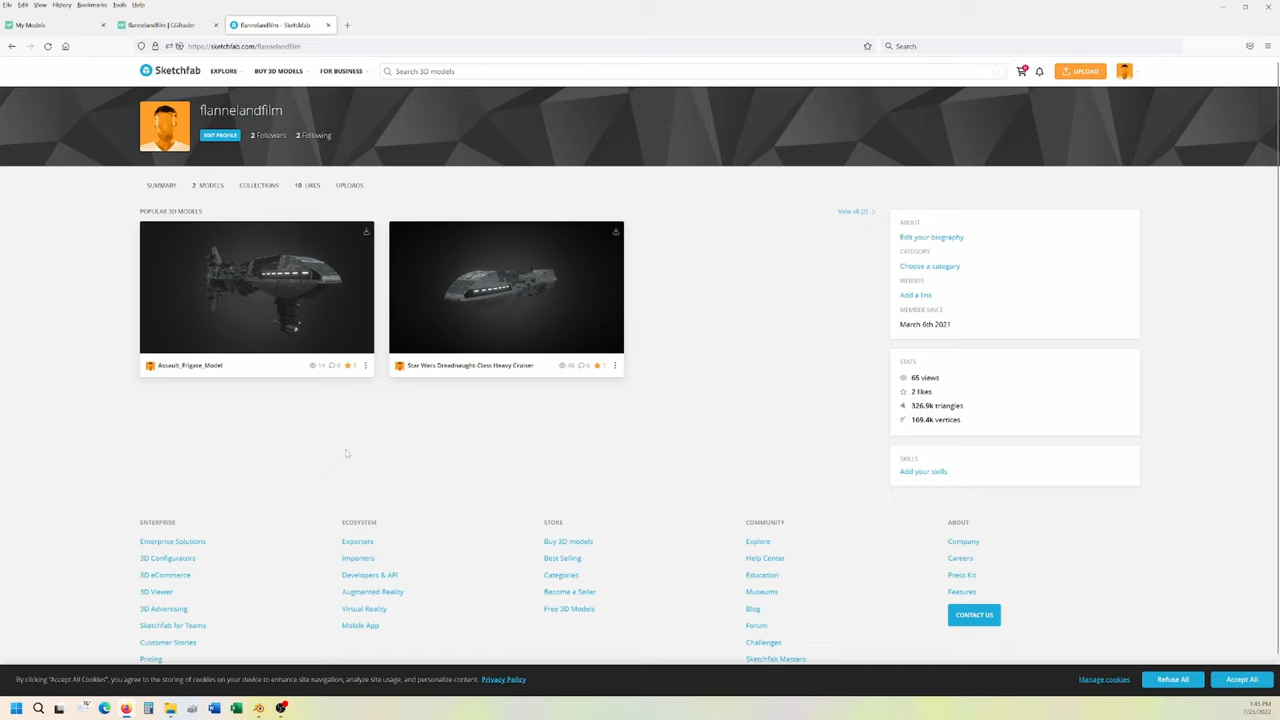 File Edit View History Bookmarks Tools Help
My Models
flannelandfilm | CGTrader
flannelandfilm - Sketchfab
https://sketchfab.com/flannelandfilm
Search
Sketchfab
EXPLORE BUY 3D MODELS FOR BUSINESS
Search 3D models
UPLOAD
flannelandfilm
EDIT PROFILE 2 Followers 2 Following
SUMMARY 2 MODELS COLLECTIONS 10 LIKES UPLOADS
POPULAR 3D MODELS
View all (2)
Assault_Frigate_Model 14 0 1
Star Wars Dreadnaught-Class Heavy Cruiser 48 0 1
ABOUT
Edit your biography
CATEGORY
Choose a category
WEBSITE
Add a link
MEMBER SINCE
March 6th 2021
STATS
65 views
2 likes
326.9k triangles
169.4k vertices
SKILLS
Add your skills
ENTERPRISE
Enterprise Solutions
3D Configurators
3D eCommerce
3D Viewer
3D Advertising
Sketchfab for Teams
Customer Stories
Pricing
ECOSYSTEM
Exporters
Importers
Developers & API
Augmented Reality
Virtual Reality
Mobile App
STORE
Buy 3D models
Best Selling
Categories
Become a Seller
Free 3D Models
COMMUNITY
Explore
Help Center
Education
Museums
Blog
Forum
Challenges
Sketchfab Masters
ABOUT
Company
Careers
Press Kit
Features
CONTACT US
By clicking "Accept All Cookies", you agree to the storing of cookies on your device to enhance site navigation, analyze site usage, and personalize content. Privacy Policy
Manage cookies
Refuse All
Accept All
76°
1:45 PM
7/25/2022